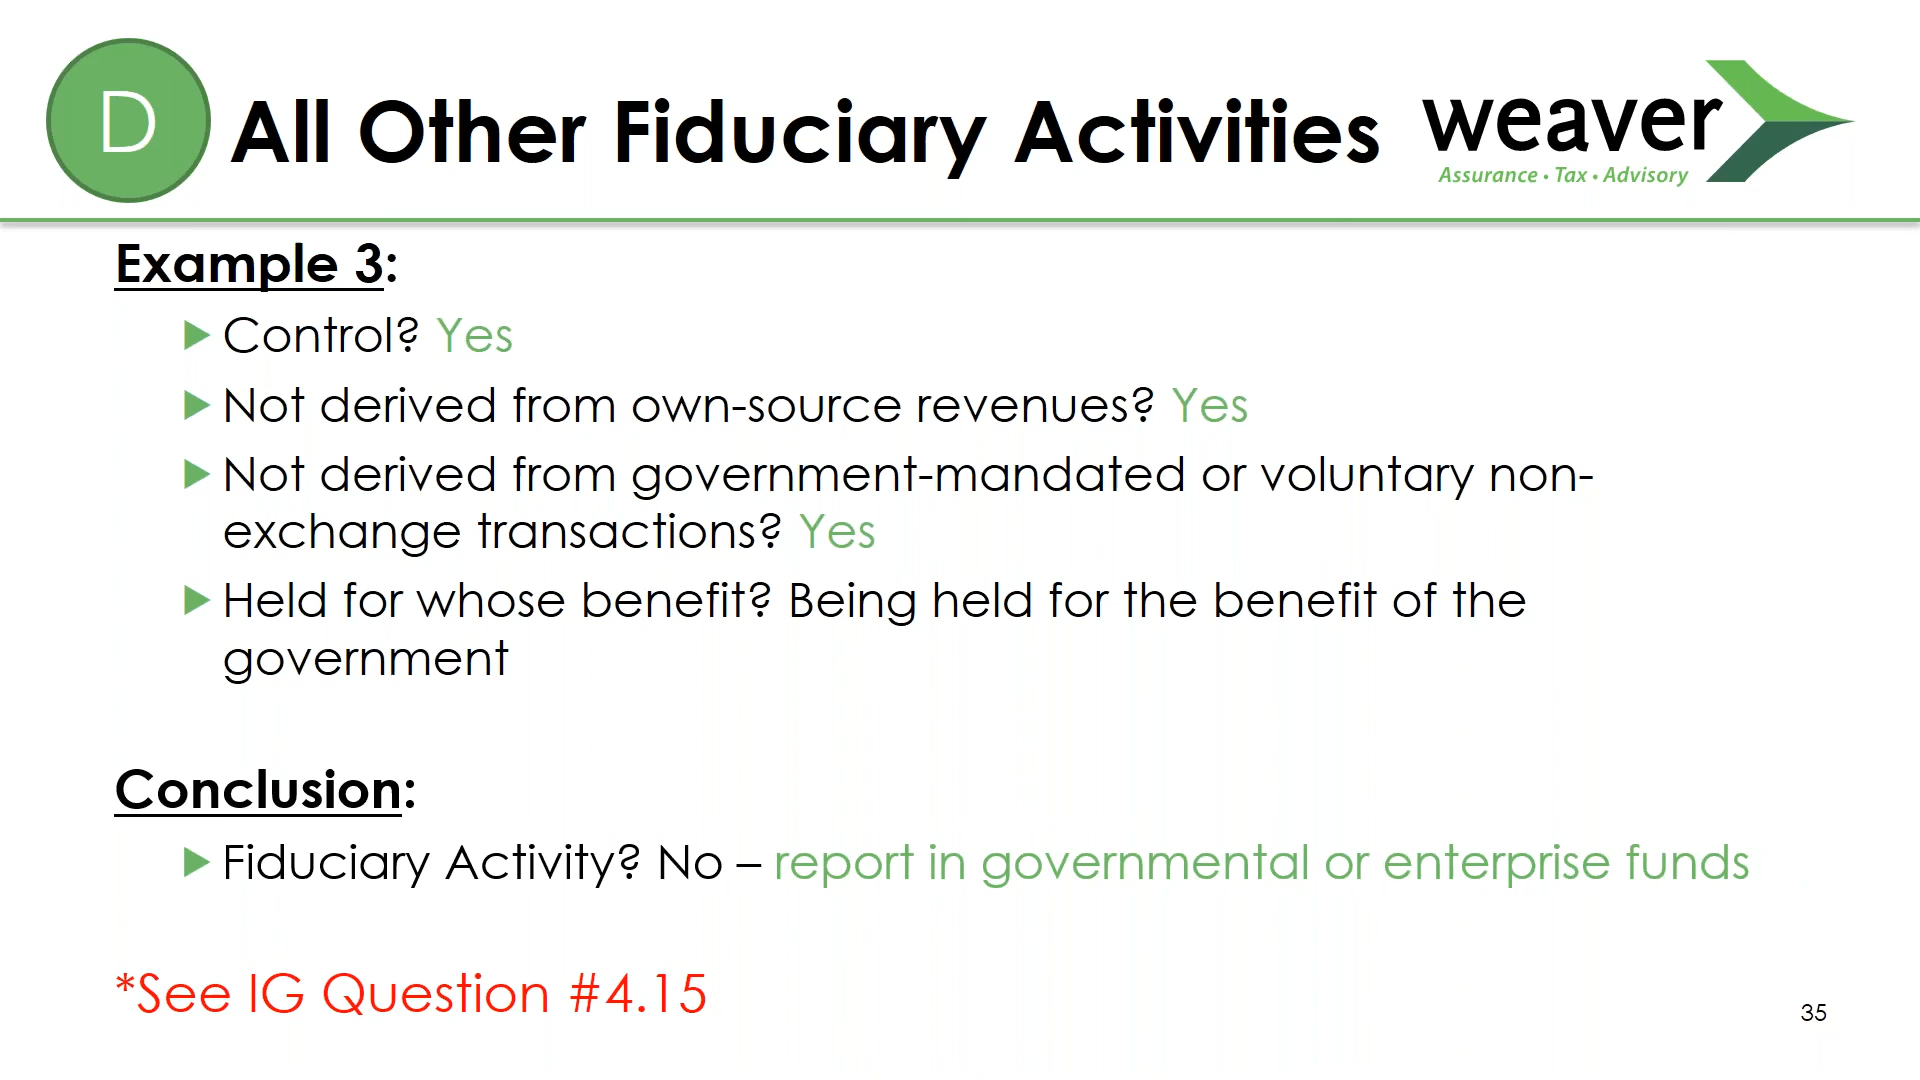 D
All Other Fiduciary Activities
weaver
Assurance • Tax • Advisory
Example 3:
Control? Yes
Not derived from own-source revenues? Yes
Not derived from government-mandated or voluntary non-
exchange transactions? Yes
Held for whose benefit? Being held for the benefit of the
government
Conclusion:
Fiduciary Activity? No – report in governmental or enterprise funds
*See IG Question #4.15
35